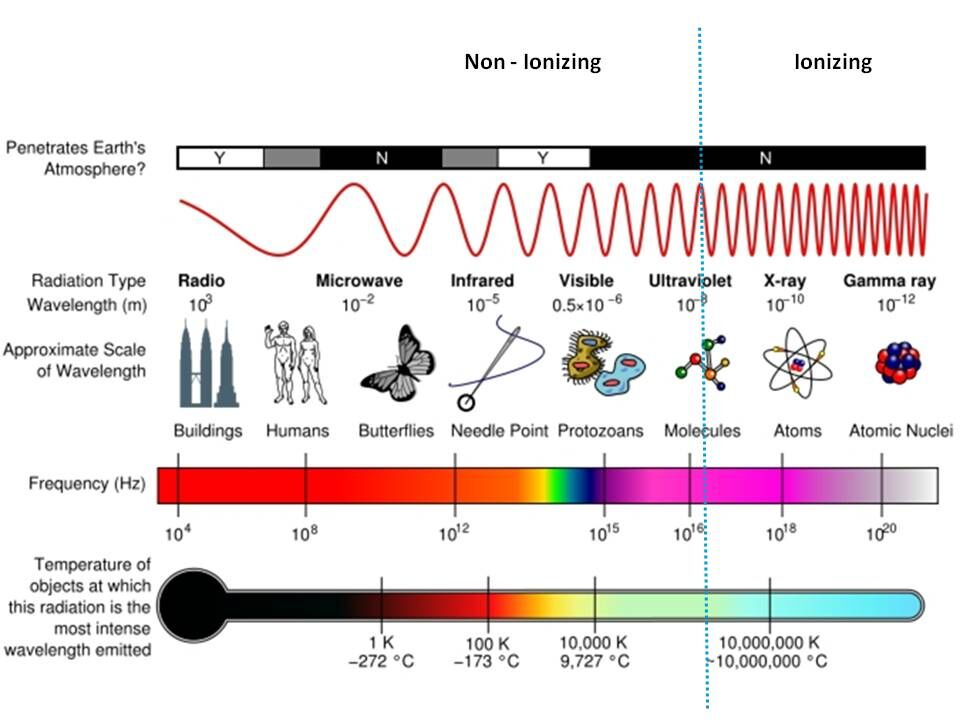 Non - Ionizing Ionizing
Penetrates Earth's
Atmosphere?
Y N Y N
Radiation Type Radio Microwave Infrared Visible Ultraviolet X-ray Gamma ray
Wavelength (m) 10³ 10⁻² 10⁻⁵ 0.5×10⁻⁶ 10⁻⁸ 10⁻¹⁰ 10⁻¹²
Approximate Scale
of Wavelength
Buildings Humans Butterflies Needle Point Protozoans Molecules Atoms Atomic Nuclei
Frequency (Hz)
10⁴ 10⁸ 10¹² 10¹⁵ 10¹⁶ 10¹⁸ 10²⁰
Temperature of
objects at which
this radiation is the
most intense
wavelength emitted
1 K 100 K 10,000 K 10,000,000 K
−272 °C −173 °C 9,727 °C ~10,000,000 °C